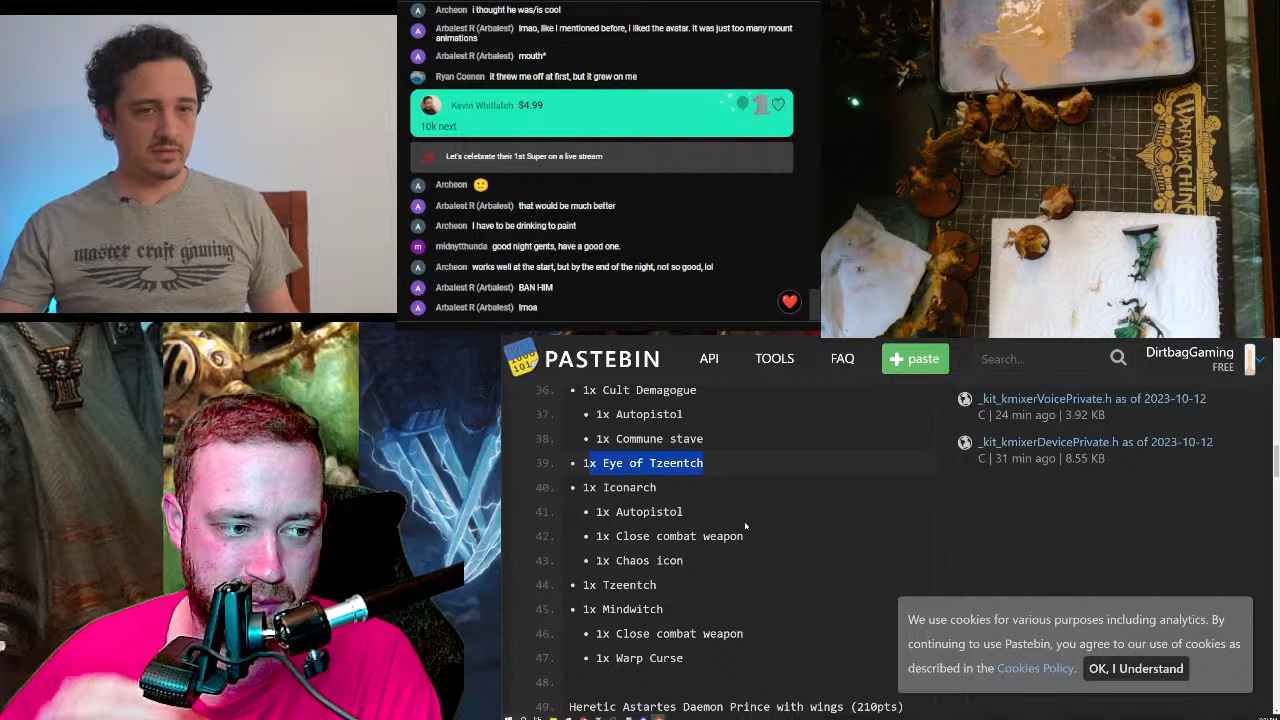 Archeon i thought he was/is cool
Arbalest R (Arbalest) lmao, like i mentioned before, I liked the avatar. it was just too many mount
animations
Arbalest R (Arbalest) mouth*
Ryan Coenen it threw me off at first, but it grew on me
Kevin Whitlatch $4.99
10k next
Let's celebrate their 1st Super on a live stream
A Archeon
A Arbalest R (Arbalest) that would be much better
A Archeon I have to be drinking to paint
m midnytthunda good night gents, have a good one.
A Archeon works well at the start, but by the end of the night, not so good, lol
A Arbalest R (Arbalest) BAN HIM
A Arbalest R (Arbalest) lmoa
master craft gaming
WARMACHINE
PASTEBIN API TOOLS FAQ + paste Search... DirtbagGaming
FREE
36. • 1x Cult Demagogue
37. • 1x Autopistol
38. • 1x Commune stave
39. • 1x Eye of Tzeentch
40. • 1x Iconarch
41. • 1x Autopistol
42. • 1x Close combat weapon
43. • 1x Chaos icon
44. • 1x Tzeentch
45. • 1x Mindwitch
46. • 1x Close combat weapon
47. • 1x Warp Curse
48.
49. Heretic Astartes Daemon Prince with wings (210pts)
_kit_kmixerVoicePrivate.h as of 2023-10-12
C | 24 min ago | 3.92 KB
_kit_kmixerDevicePrivate.h as of 2023-10-12
C | 31 min ago | 8.55 KB
We use cookies for various purposes including analytics. By
continuing to use Pastebin, you agree to our use of cookies as
described in the Cookies Policy. OK, I Understand